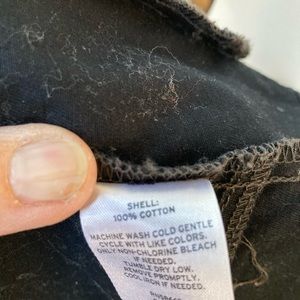 SHELL:
100% COTTON
MACHINE WASH COLD GENTLE
CYCLE WITH LIKE COLORS.
ONLY NON-CHLORINE BLEACH
IF NEEDED.
TUMBLE DRY LOW.
REMOVE PROMPTLY,
COOL IRON IF NEEDED.